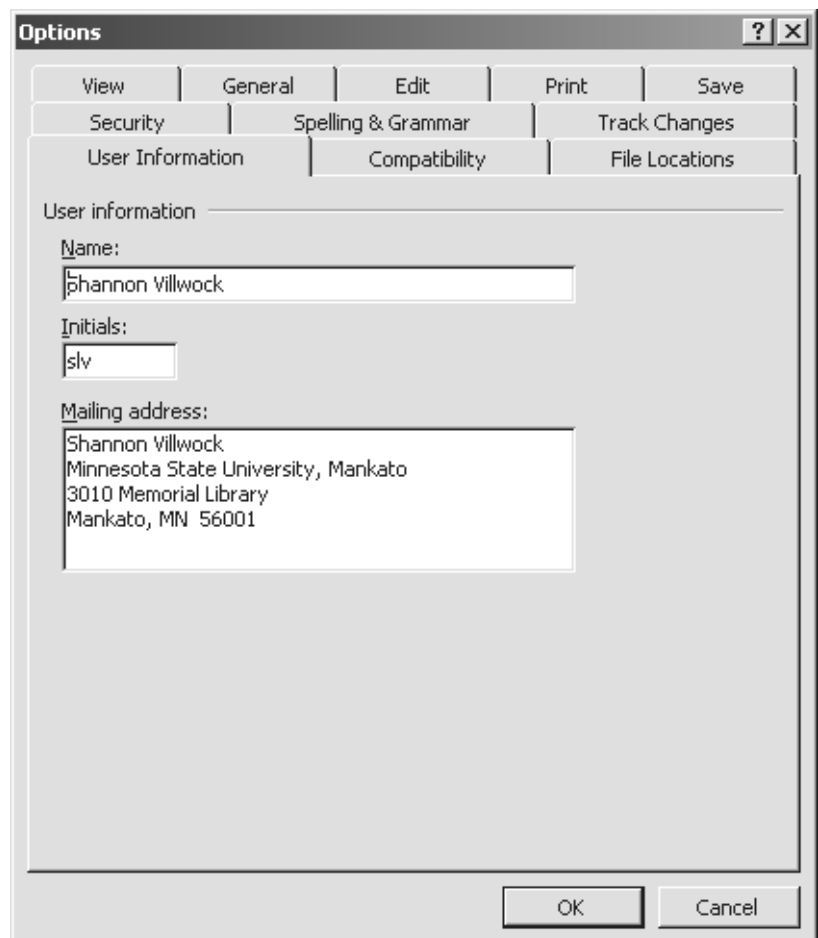 Options
View General Edit Print Save
Security Spelling & Grammar Track Changes
User Information Compatibility File Locations
User information
Name:
Shannon Villwock
Initials:
slv
Mailing address:
Shannon Villwock
Minnesota State University, Mankato
3010 Memorial Library
Mankato, MN 56001
OK Cancel